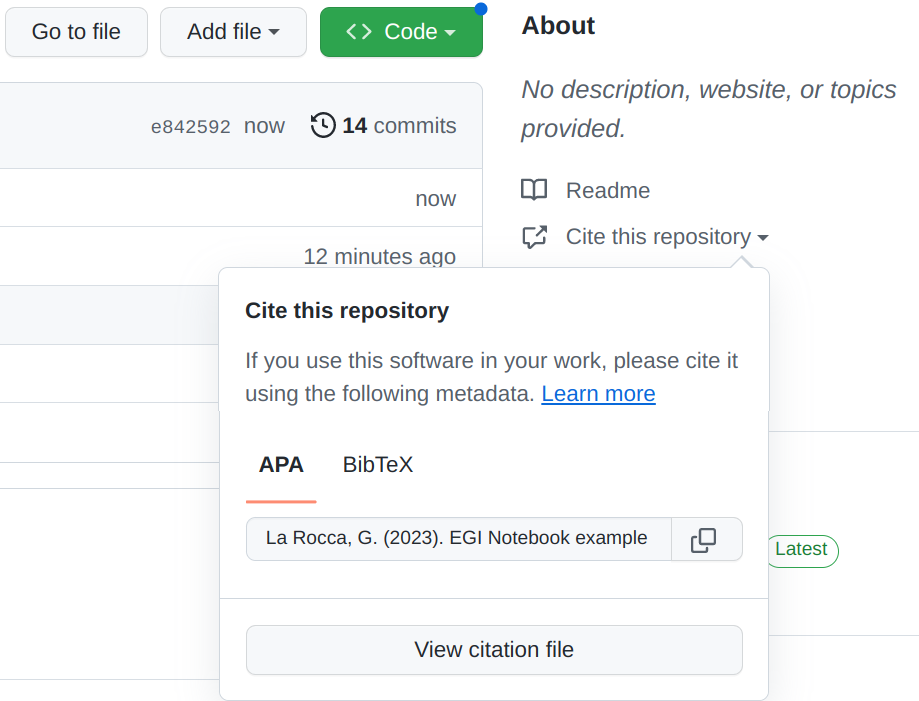 Go to file
Add file
<> Code
About
No description, website, or topics
provided.
e842592 now 14 commits
Readme
now
Cite this repository
12 minutes ago
Cite this repository
If you use this software in your work, please cite it
using the following metadata. Learn more
APA BibTeX
La Rocca, G. (2023). EGI Notebook example
Latest
View citation file